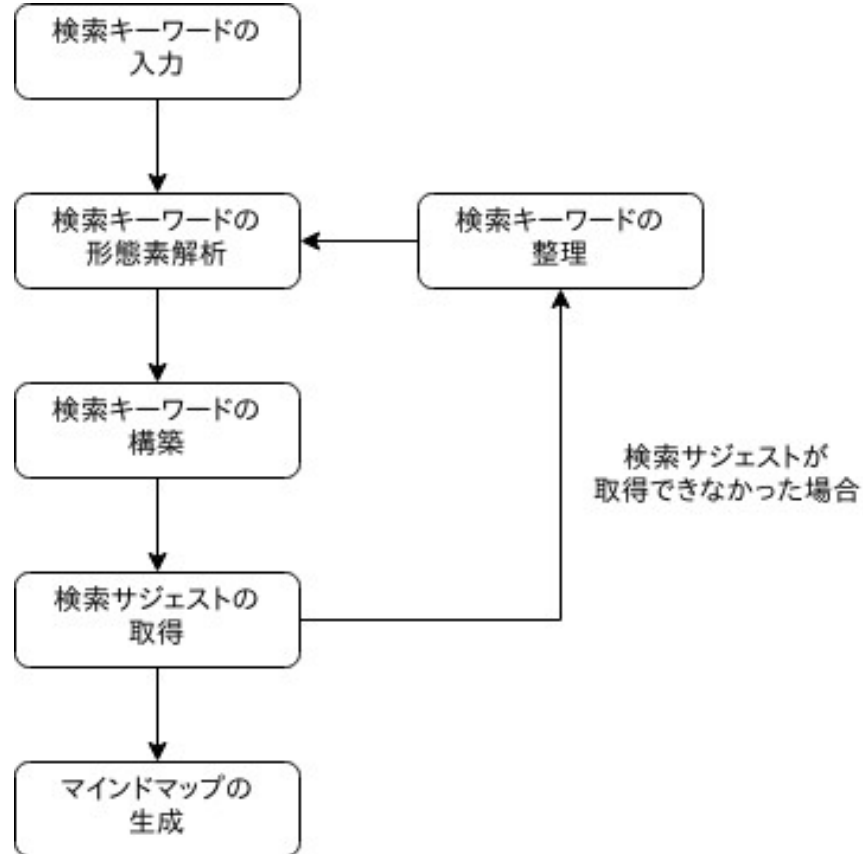 検索キーワードの
入力
検索キーワードの
形態素解析
検索キーワードの
整理
検索キーワードの
構築
検索サジェストが
取得できなかった場合
検索サジェストの
取得
マインドマップの
生成